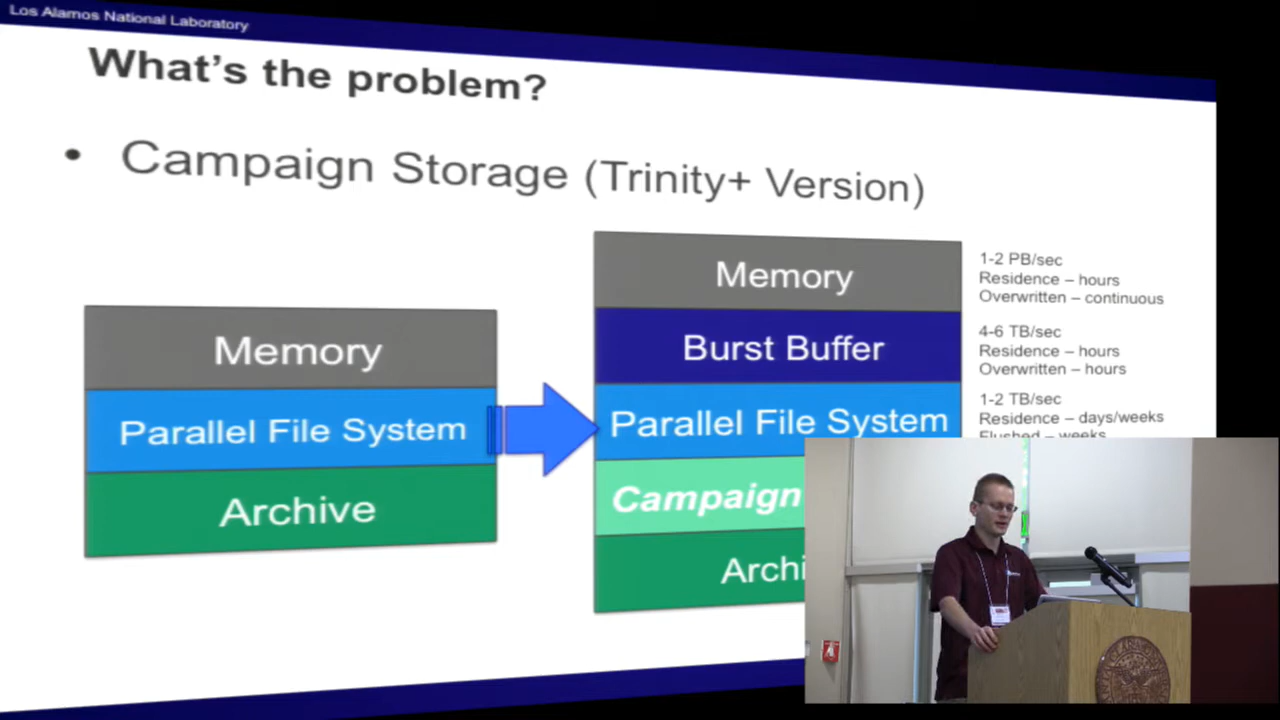 Los Alamos National Laboratory
What's the problem?
• Campaign Storage (Trinity+ Version)
Memory
Parallel File System
Archive
Memory
Burst Buffer
Parallel File System
Campaign
1-2 PB/sec
Residence – hours
Overwritten – continuous
4-6 TB/sec
Residence – hours
Overwritten – hours
1-2 TB/sec
Residence – days/weeks
Flushed – weeks